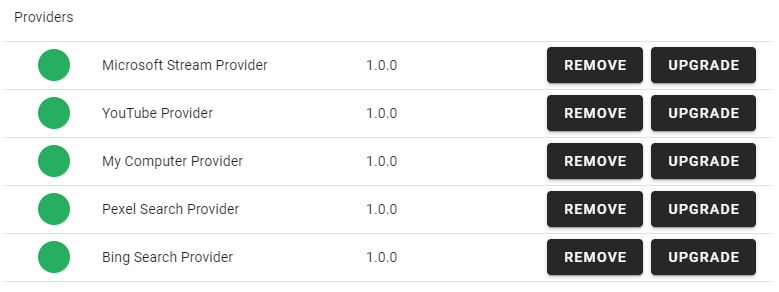 Providers
Microsoft Stream Provider 1.0.0 REMOVE UPGRADE
YouTube Provider 1.0.0 REMOVE UPGRADE
My Computer Provider 1.0.0 REMOVE UPGRADE
Pexel Search Provider 1.0.0 REMOVE UPGRADE
Bing Search Provider 1.0.0 REMOVE UPGRADE